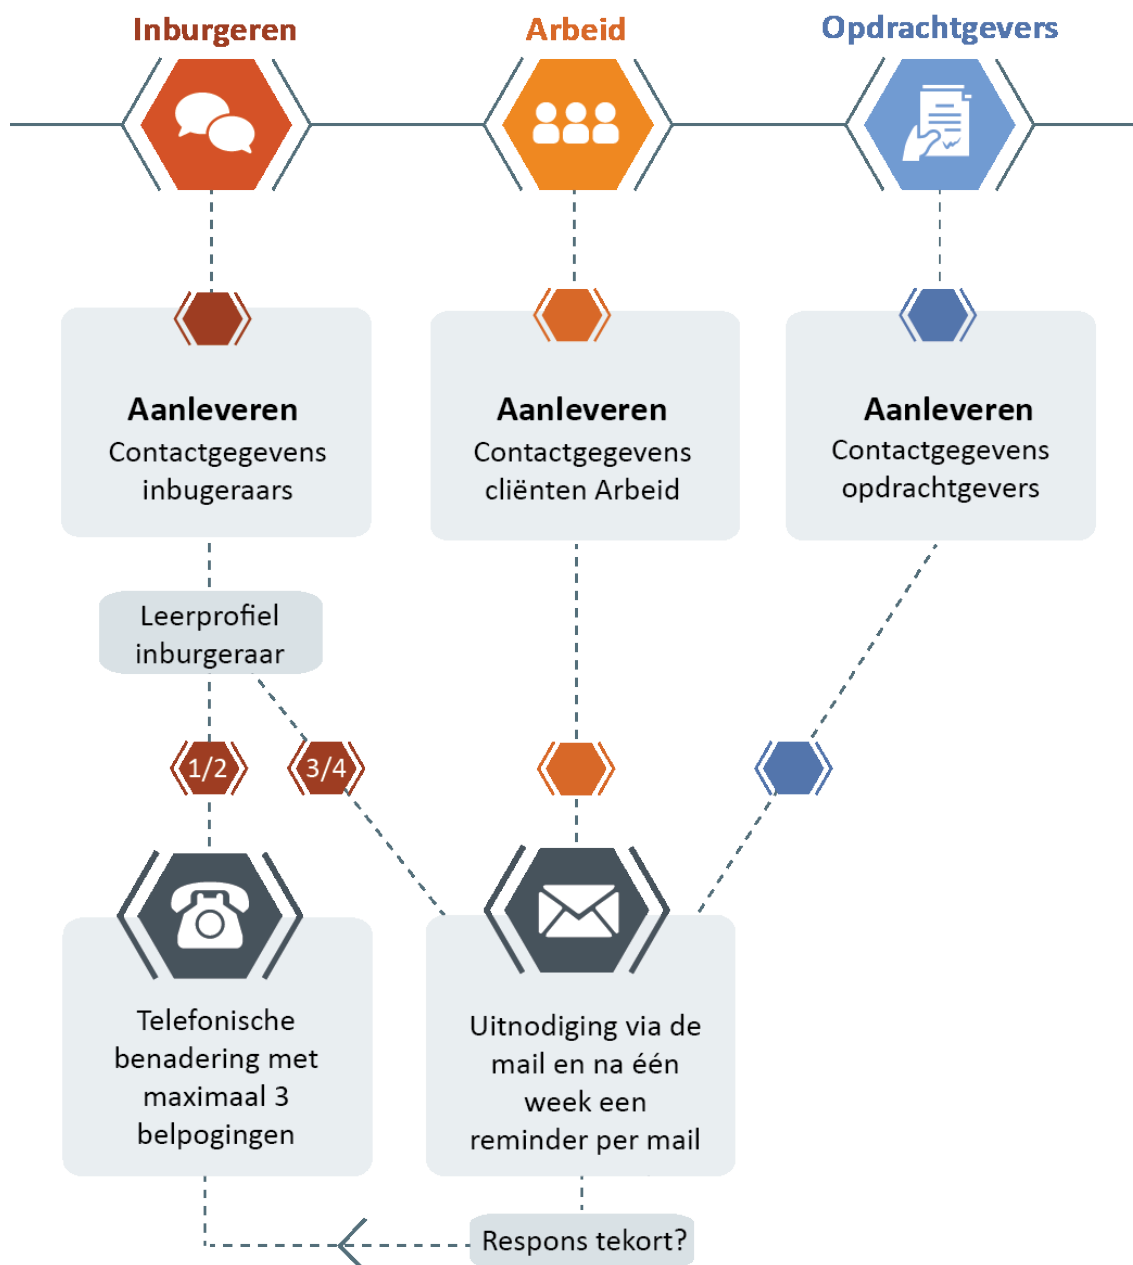 Inburgeren
Arbeid
Opdrachtgevers
Aanleveren
Contactgegevens
inbugeraars
Aanleveren
Contactgegevens
cliënten Arbeid
Aanleveren
Contactgegevens
opdrachtgevers
Leerprofiel
inburgeraar
1/2
3/4
Telefonische
benadering met
maximaal 3
belpogingen
Uitnodiging via de
mail en na één
week een
reminder per mail
Respons tekort?